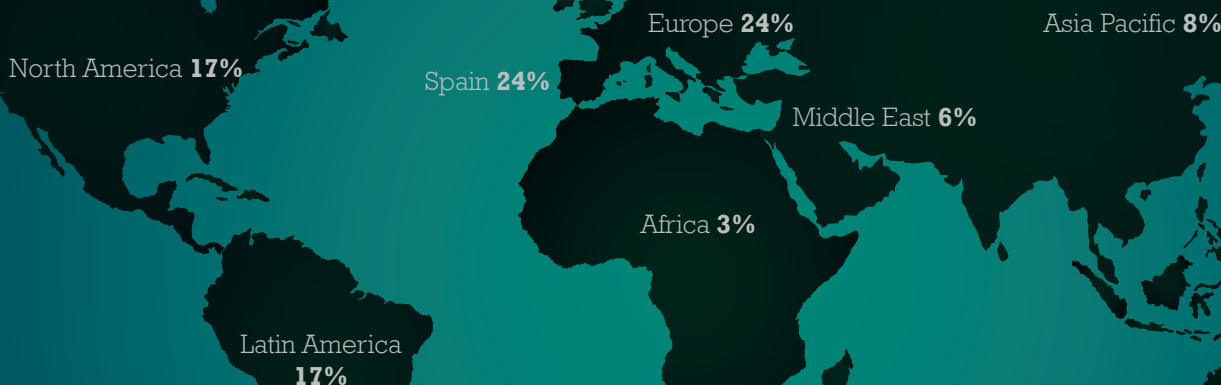 Europe 24%
Asia Pacific 8%
North America 17%
Spain 24%
Middle East 6%
Africa 3%
Latin America
17%